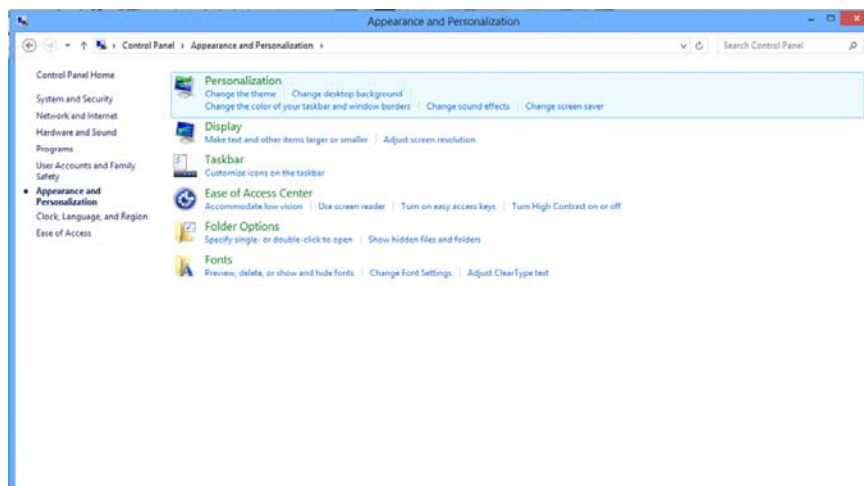 Appearance and Personalization
Control Panel
Appearance and Personalization
Search Control Panel
Control Panel Home
System and Security
Network and Internet
Hardware and Sound
Programs
User Accounts and Family
Safety
Appearance and
Personalization
Clock, Language, and Region
Ease of Access
Personalization
Change the theme
Change desktop background
Change the color of your taskbar and window borders
Change sound effects
Change screen saver
Display
Make text and other items larger or smaller
Adjust screen resolution
Taskbar
Customize icons on the taskbar
Ease of Access Center
Accommodate low vision
Use screen reader
Turn on easy access keys
Turn High Contrast on or off
Folder Options
Specify single- or double-click to open
Show hidden files and folders
Fonts
Preview, delete, or show and hide fonts
Change Font Settings
Adjust ClearType text